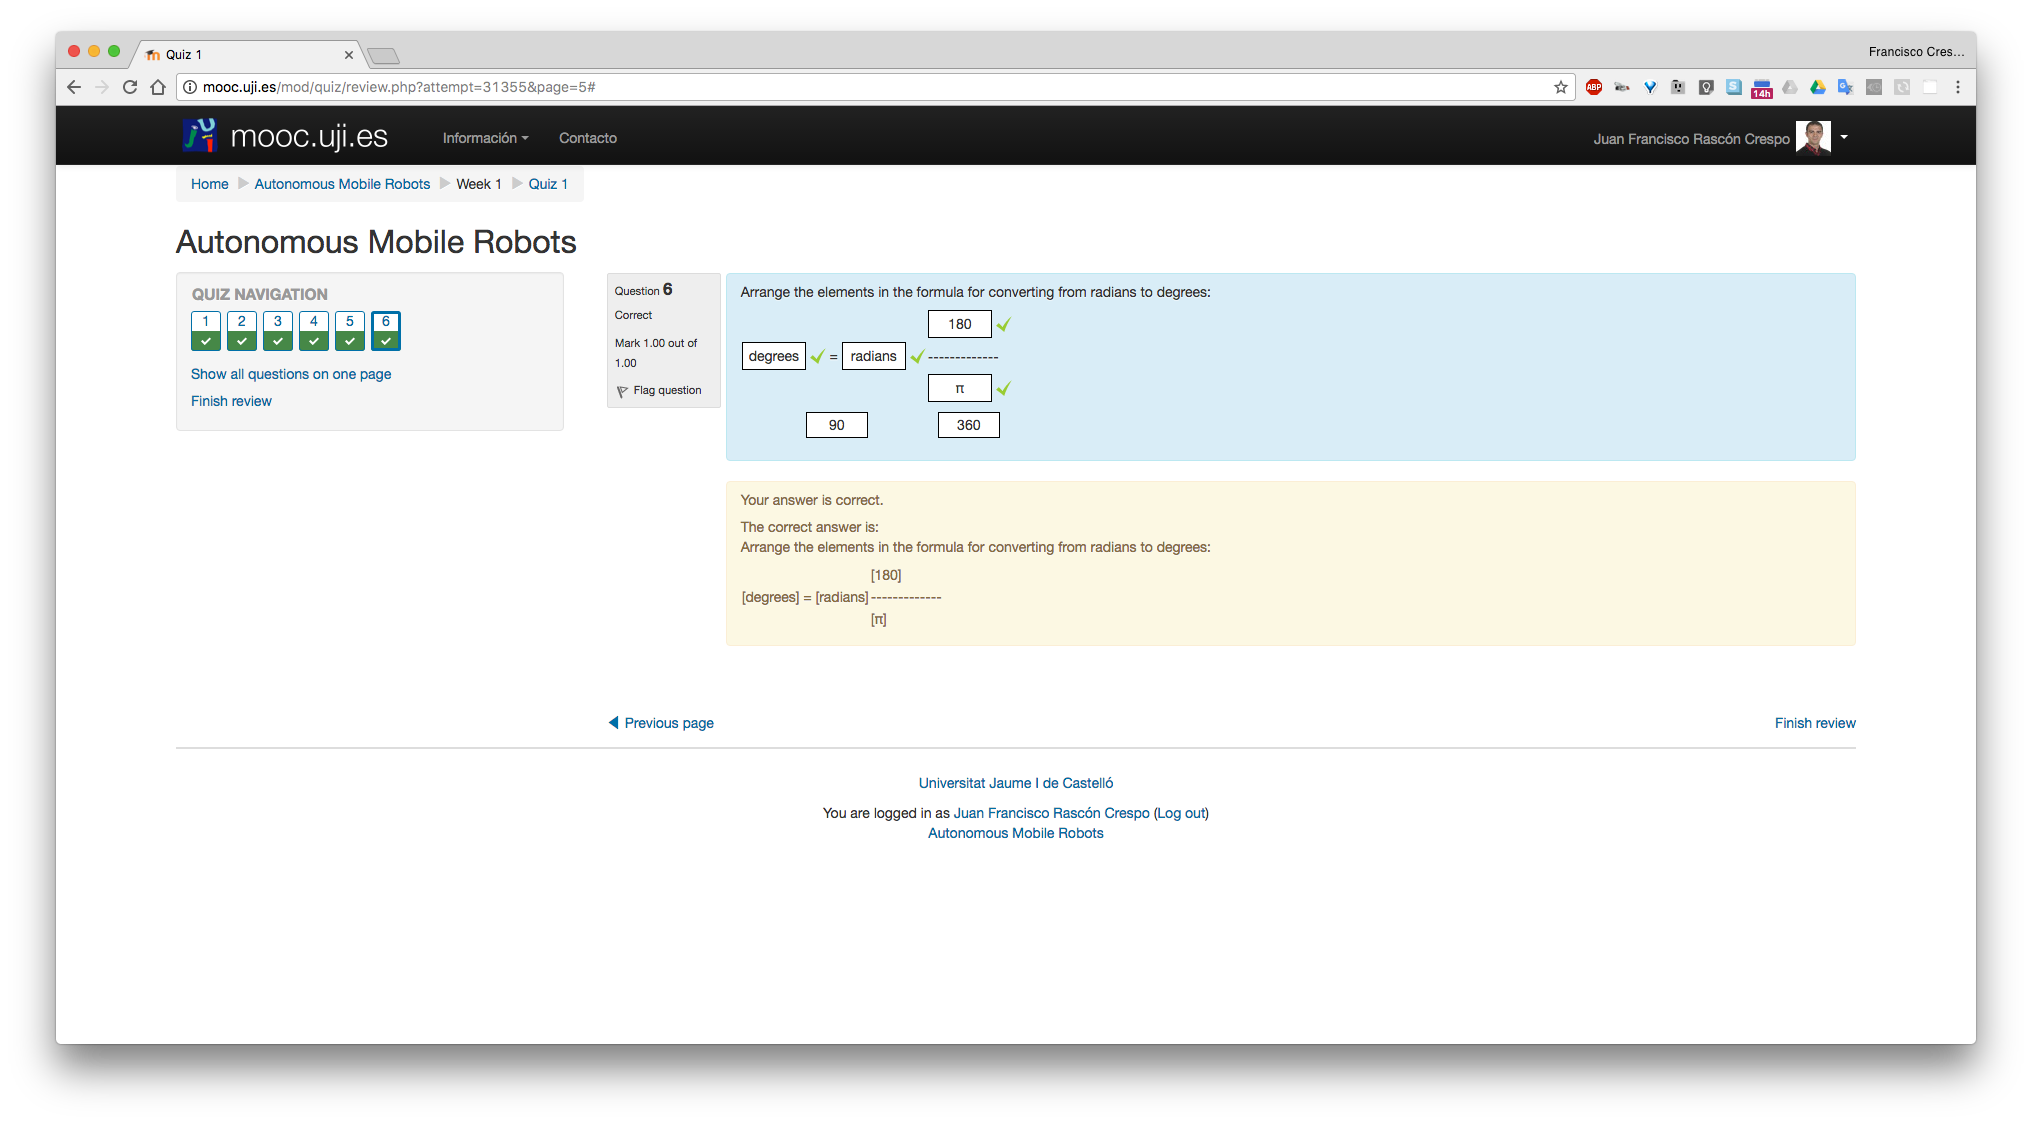 Quiz 1
Francisco Cres...
mooc.uji.es/mod/quiz/review.php?attempt=31355&page=5#
ABP
S
14h
mooc.uji.es
Información
Contacto
Juan Francisco Rascón Crespo
Home Autonomous Mobile Robots Week 1 Quiz 1
Autonomous Mobile Robots
QUIZ NAVIGATION
1 2 3 4 5 6
Show all questions on one page
Finish review
Question 6
Correct
Mark 1.00 out of
1.00
Flag question
Arrange the elements in the formula for converting from radians to degrees:
180
degrees = radians -------------
π
90 360
Your answer is correct.
The correct answer is:
Arrange the elements in the formula for converting from radians to degrees:
[180]
[degrees] = [radians] -------------
[π]
Previous page
Finish review
Universitat Jaume I de Castelló
You are logged in as Juan Francisco Rascón Crespo (Log out)
Autonomous Mobile Robots